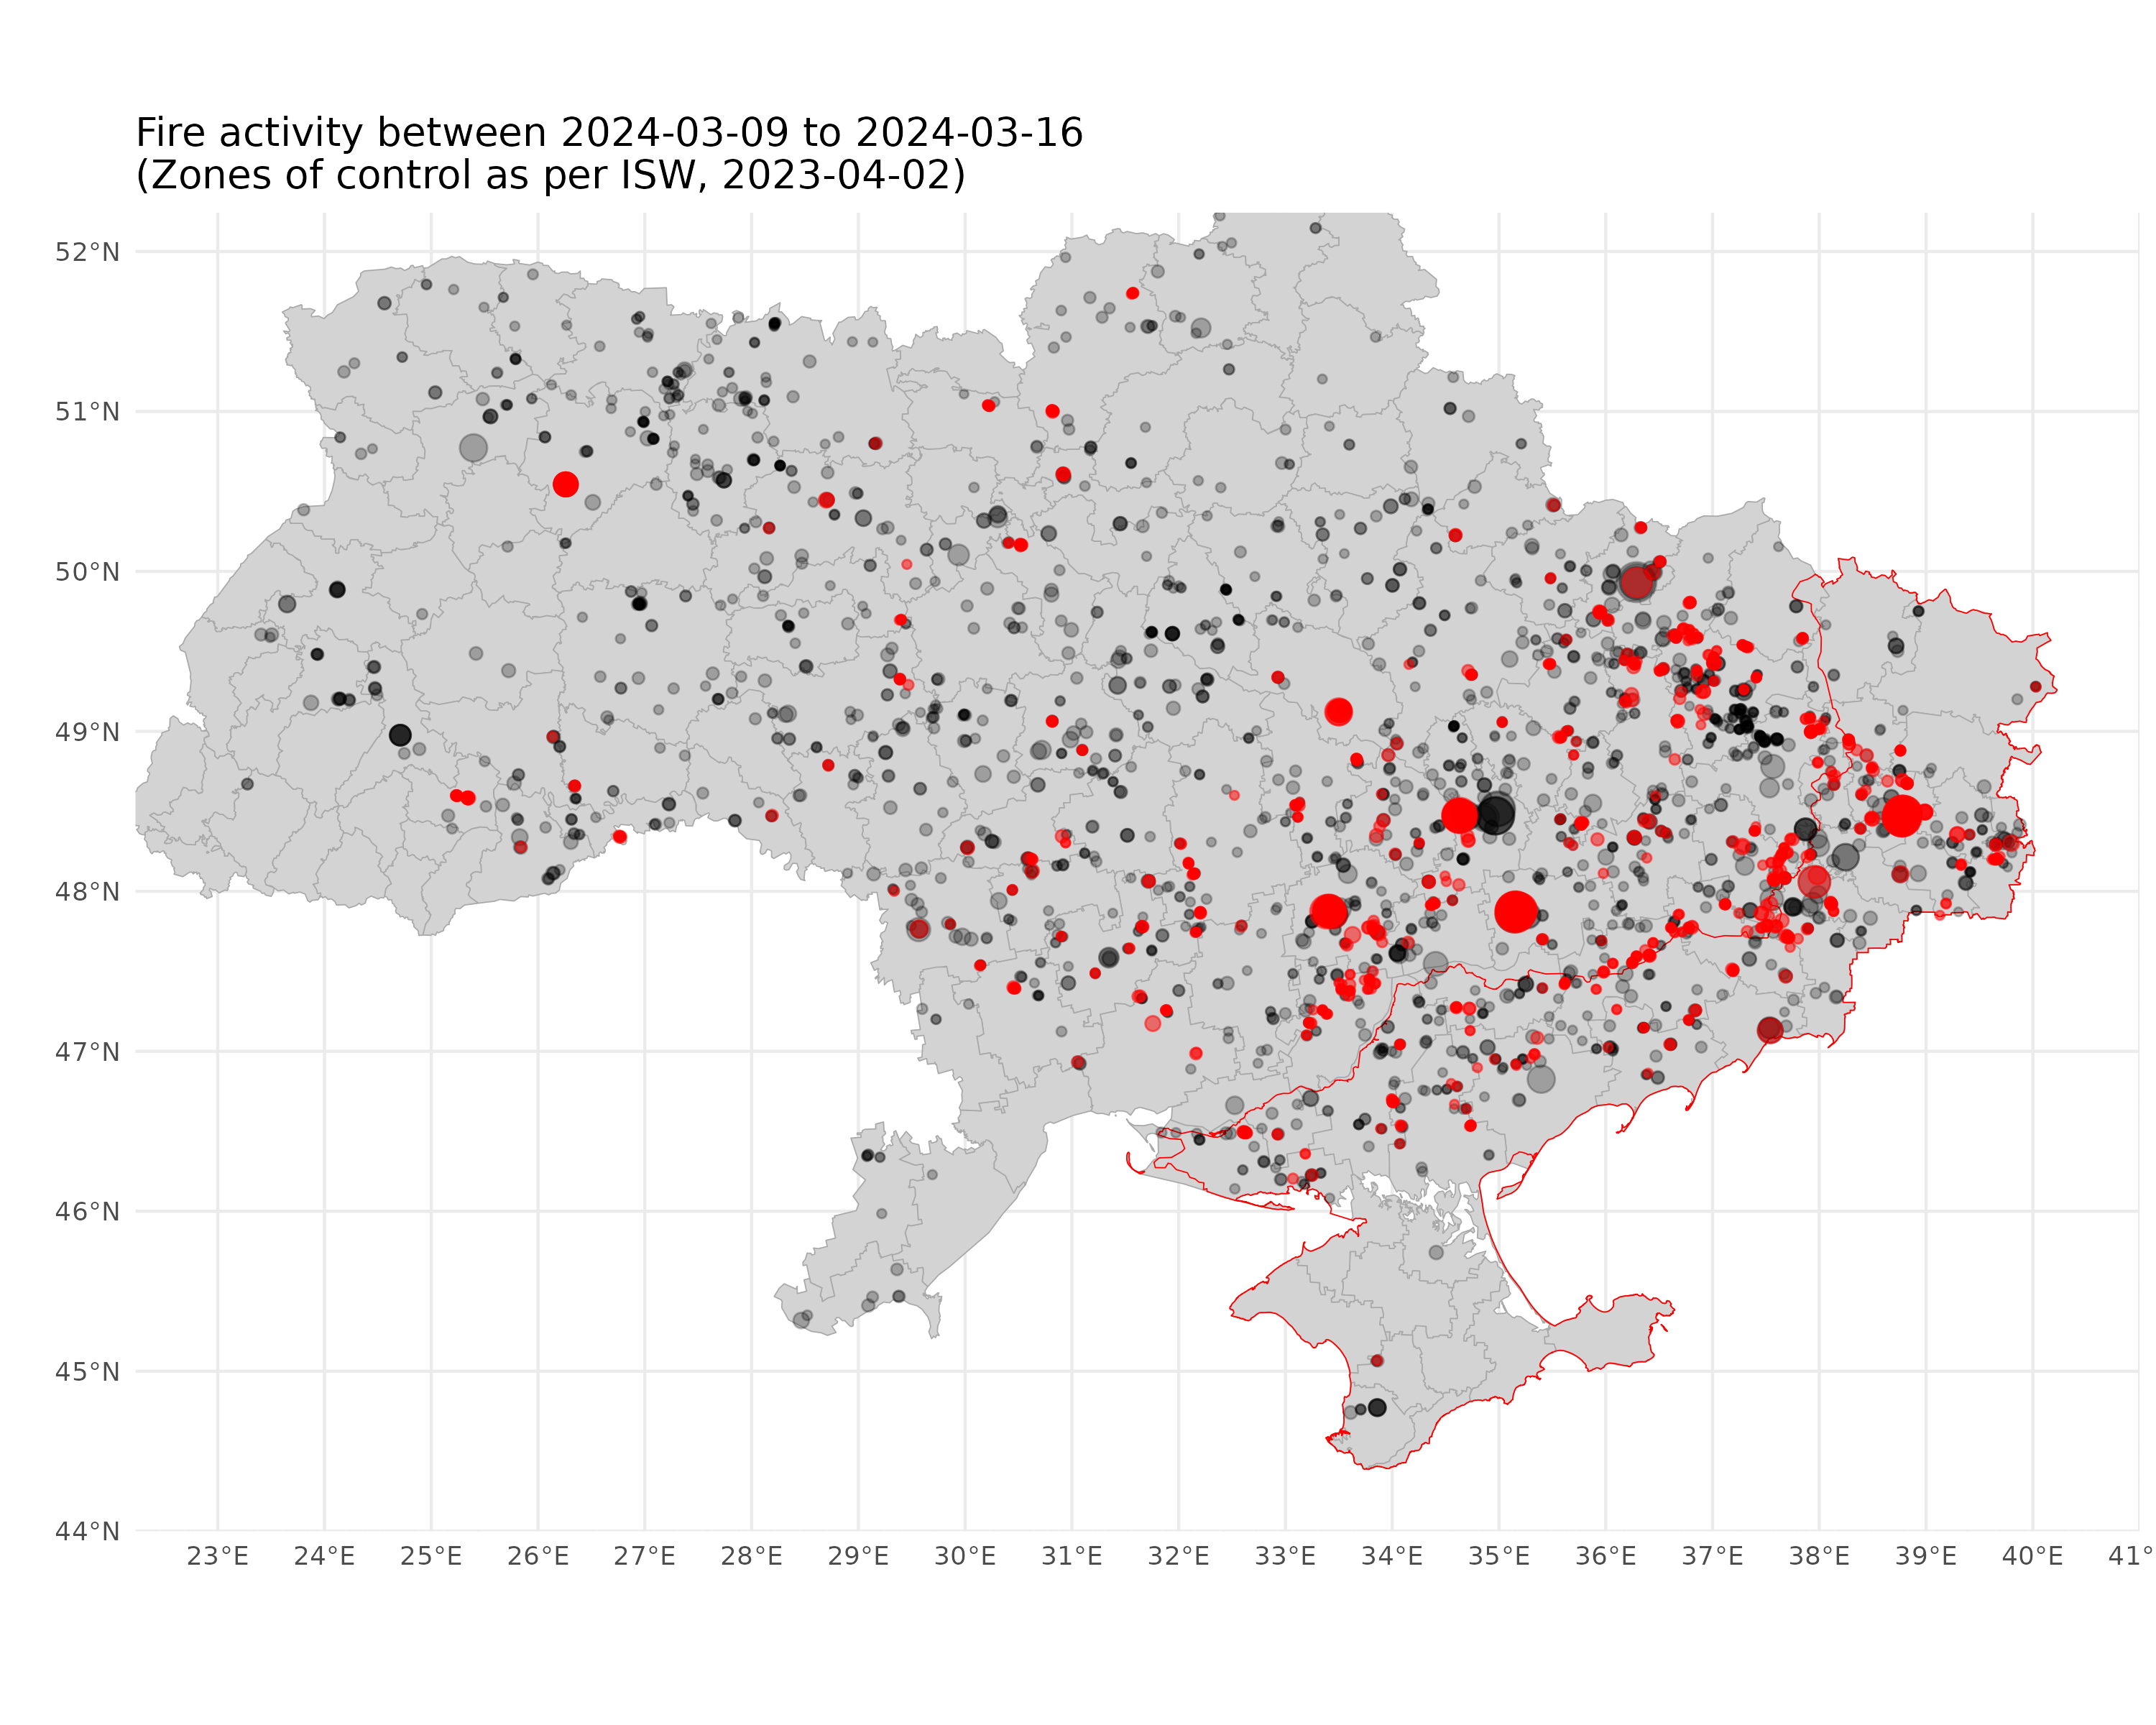 Fire activity between 2024-03-09 to 2024-03-16
(Zones of control as per ISW, 2023-04-02)
52°N
51°N
50°N
49°N
48°N
47°N
46°N
45°N
44°N
23°E 24°E 25°E 26°E 27°E 28°E 29°E 30°E 31°E 32°E 33°E 34°E 35°E 36°E 37°E 38°E 39°E 40°E 41°